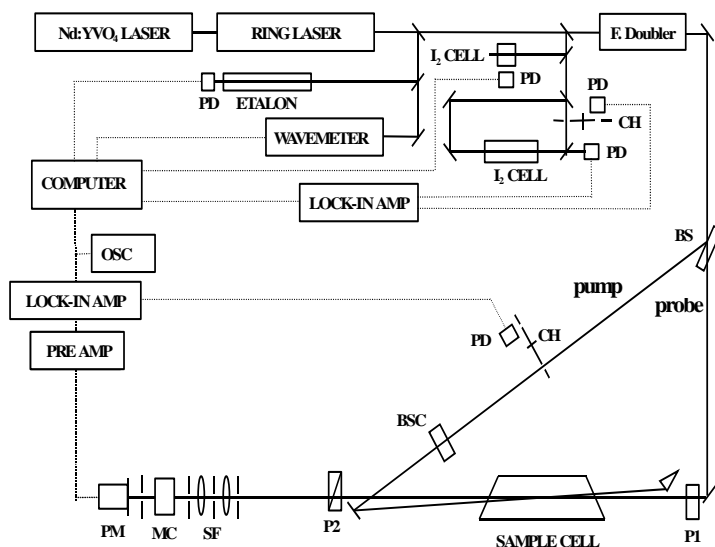 Nd:YVO₄ LASER
RING LASER
F. Doubler
I₂ CELL
PD
PD
ETALON
PD
CH
WAVEMETER
PD
I₂ CELL
COMPUTER
LOCK-IN AMP
BS
OSC
pump
LOCK-IN AMP
probe
PD
CH
PRE AMP
BSC
PM
MC
SF
P2
SAMPLE CELL
P1